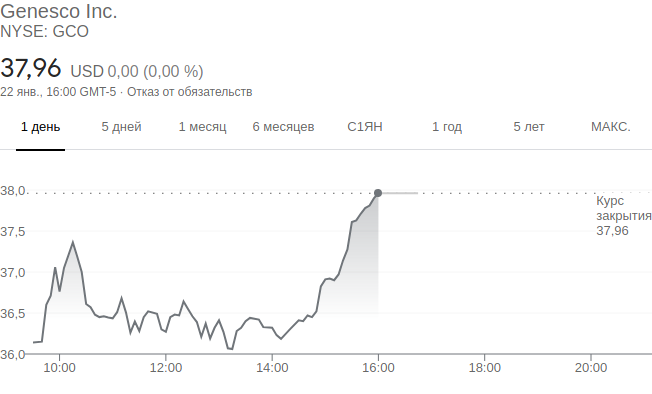 Genesco Inc.
NYSE: GCO
37,96 USD 0,00 (0,00 %)
22 янв., 16:00 GMT-5 · Отказ от обязательств
1 день 5 дней 1 месяц 6 месяцев С1ЯН 1 год 5 лет МАКС.
38,0
Курс
закрытия
37,96
37,5
37,0
36,5
36,0
10:00 12:00 14:00 16:00 18:00 20:00